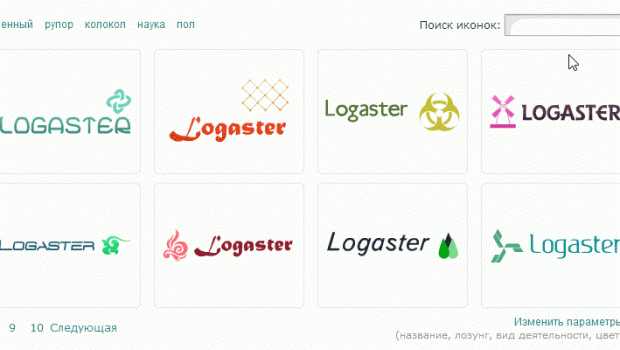 енный рупор колокол наука пол Поиск иконок:
LOGASTER Logaster Logaster LOGASTER
LOGASTER Logaster Logaster Logaster
9 10 Следующая Изменить параметры
(название, лозунг, вид деятельности, цвет